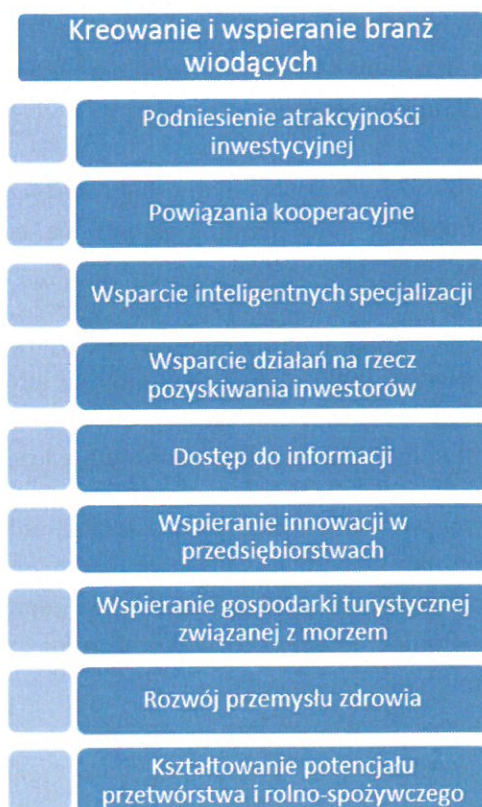 Kreowanie i wspieranie branż
wiodących
Podniesienie atrakcyjności
inwestycyjnej
Powiązania kooperacyjne
Wsparcie inteligentnych specjalizacji
Wsparcie działań na rzecz
pozyskiwania inwestorów
Dostęp do informacji
Wspieranie innowacji w
przedsiębiorstwach
Wspieranie gospodarki turystycznej
związanej z morzem
Rozwój przemysłu zdrowia
Kształtowanie potencjału
przetwórstwa i rolno-spożywczego